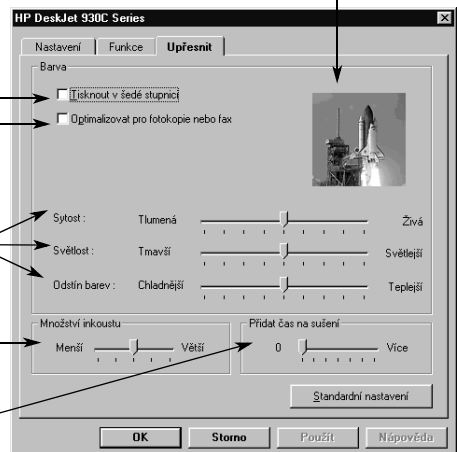 HP DeskJet 930C Series
Nastavení Funkce Upřesnit
Barva
Tisknout v šedé stupnici
Optimalizovat pro fotokopie nebo fax
Sytost : Tlumená Živá
Světlost : Tmavší Světlejší
Odstín barev : Chladnější Teplejší
Množství inkoustu Přidat čas na sušení
Menší Větší 0 Více
Standardní nastavení
OK Storno Použít Nápověda